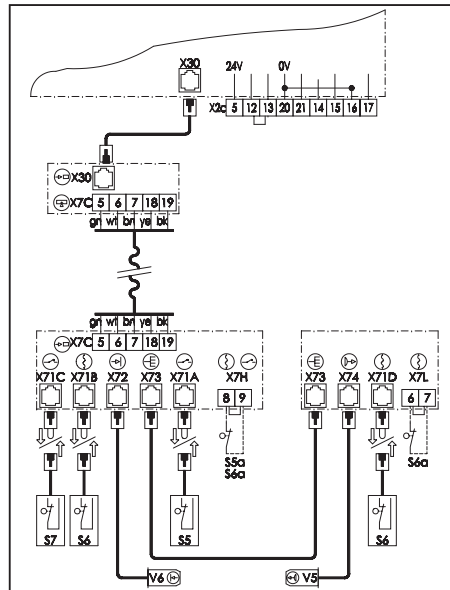 X30
24V 0V
X2c 5 12 13 20 21 14 15 16 17
X30
X7C 5 6 7 18 19
gn wt bn ye bk
gn wt bn ye bk
X7C 5 6 7 18 19
X71C X71B X72 X73 X71A X7H
8 9
X73 X74 X71D X7L
6 7
S5a
S6a
S6a
S7 S6 S5 S6
V6 V5